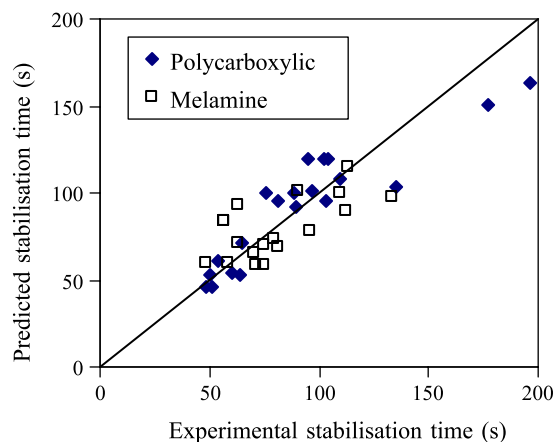 200
150
100
50
0
Polycarboxylic
Melamine
Predicted stabilisation time (s)
0
50
100
150
200
Experimental stabilisation time (s)